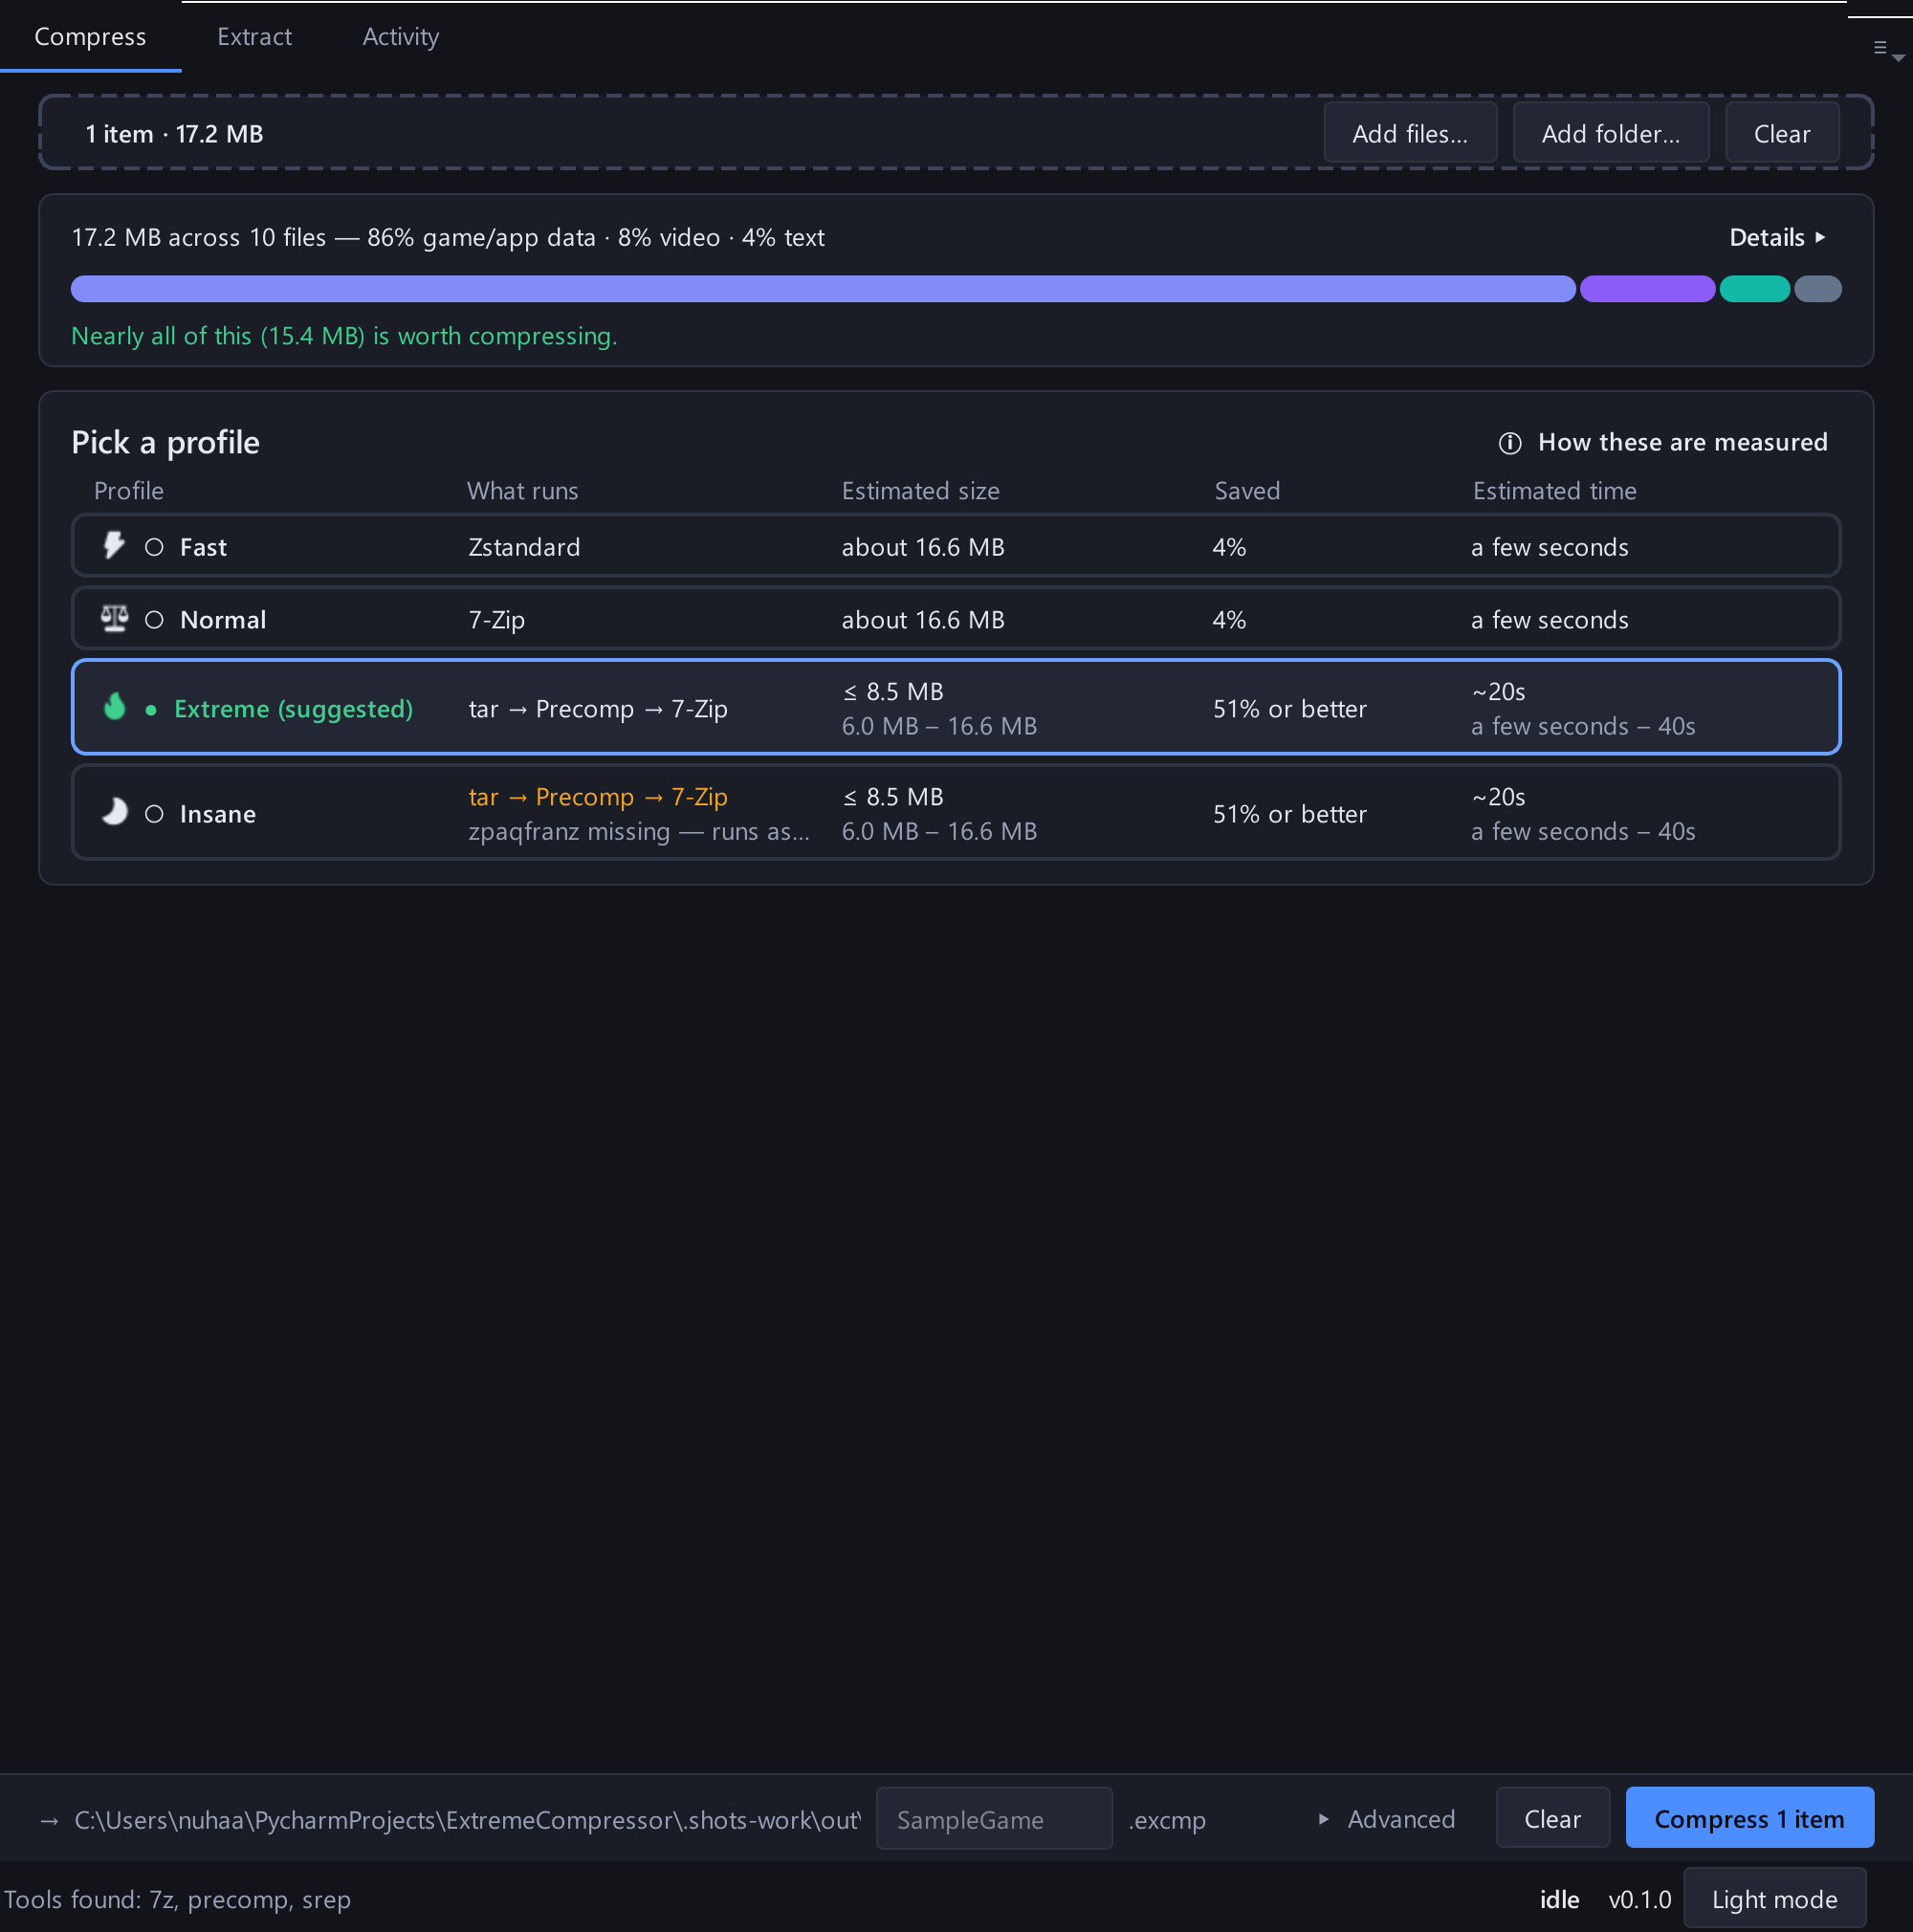 Compress Extract Activity
1 item · 17.2 MB Add files... Add folder... Clear
17.2 MB across 10 files — 86% game/app data · 8% video · 4% text Details ▸
Nearly all of this (15.4 MB) is worth compressing.
Pick a profile ⓘ How these are measured
Profile What runs Estimated size Saved Estimated time
Fast Zstandard about 16.6 MB 4% a few seconds
Normal 7-Zip about 16.6 MB 4% a few seconds
Extreme (suggested) tar → Precomp → 7-Zip ≤ 8.5 MB 51% or better ~20s
6.0 MB – 16.6 MB a few seconds – 40s
Insane tar → Precomp → 7-Zip ≤ 8.5 MB 51% or better ~20s
zpaqfranz missing — runs as... 6.0 MB – 16.6 MB a few seconds – 40s
→ C:\Users\nuhaa\PycharmProjects\ExtremeCompressor\.shots-work\out\ SampleGame .excmp ▸ Advanced Clear Compress 1 item
Tools found: 7z, precomp, srep idle v0.1.0 Light mode